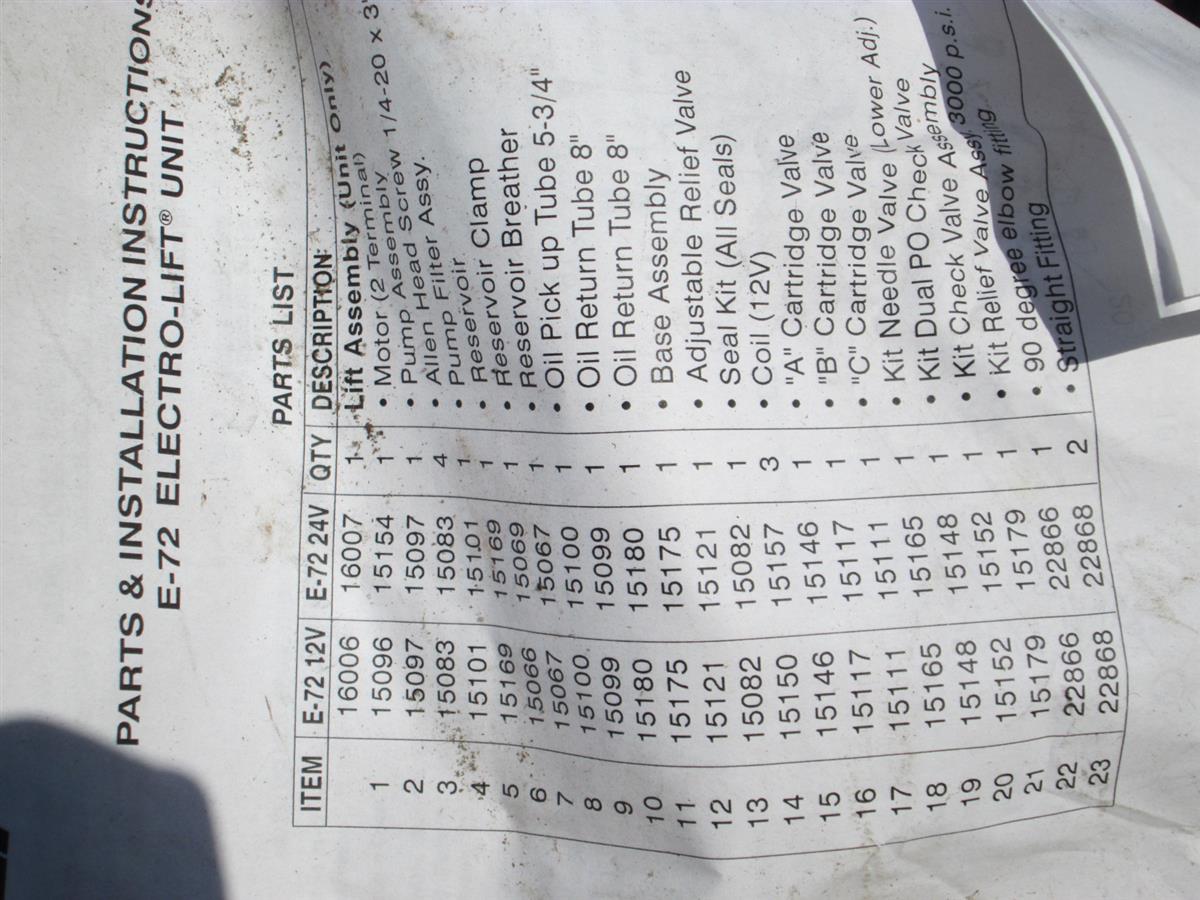 PARTS & INSTALLATION INSTRUCTIONS
E-72 ELECTRO-LIFT® UNIT
PARTS LIST
ITEM E-72 12V E-72 24V QTY DESCRIPTION:
16006 16007 1 Lift Assembly (Unit Only)
1 15096 15154 1 • Motor (2 Terminal)
2 15097 15097 1 • Pump Assembly
3 15083 15083 4 • Allen Head Screw 1/4-20 x 3"
4 15101 15101 1 • Pump Filter Assy.
5 15169 15169 1 • Reservoir
6 15066 15069 1 • Reservoir Clamp
7 15067 15067 1 • Reservoir Breather
8 15100 15100 1 • Oil Pick up Tube 5-3/4"
9 15099 15099 1 • Oil Return Tube 8"
10 15180 15180 1 • Oil Return Tube 8"
11 15175 15175 1 • Base Assembly
12 15121 15121 1 • Adjustable Relief Valve
13 15082 15082 1 • Seal Kit (All Seals)
14 15150 15157 3 • Coil (12V)
15 15146 15146 1 • "A" Cartridge Valve
16 15117 15117 1 • "B" Cartridge Valve
17 15111 15111 1 • "C" Cartridge Valve
18 15165 15165 1 • Kit Needle Valve (Lower Adj.)
19 15148 15148 1 • Kit Dual PO Check Valve
20 15152 15152 1 • Kit Check Valve Assembly
21 15179 15179 1 • Kit Relief Valve Assy. 3000 p.s.i.
22 22866 22866 1 • 90 degree elbow fitting
23 22868 22868 2 • Straight Fitting